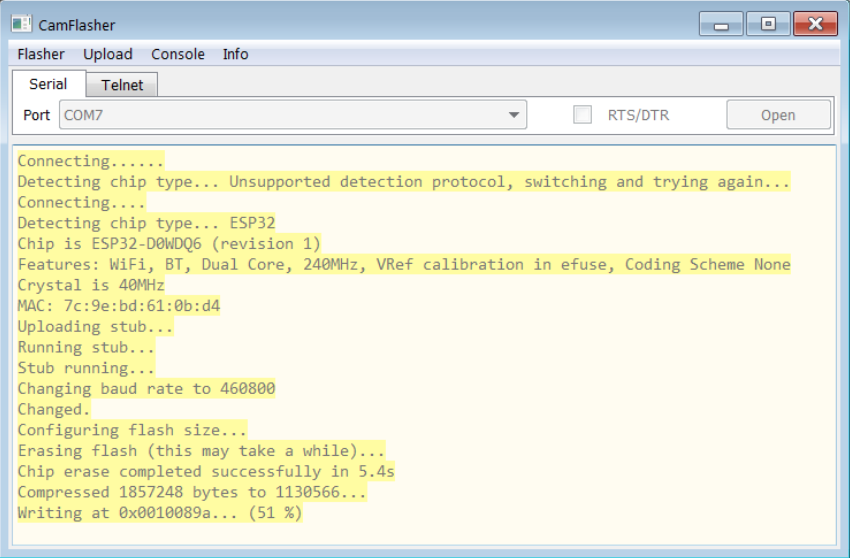 CamFlasher
Flasher Upload Console Info
Serial Telnet
Port COM7 RTS/DTR Open
Connecting......
Detecting chip type... Unsupported detection protocol, switching and trying again...
Connecting....
Detecting chip type... ESP32
Chip is ESP32-D0WDQ6 (revision 1)
Features: WiFi, BT, Dual Core, 240MHz, VRef calibration in efuse, Coding Scheme None
Crystal is 40MHz
MAC: 7c:9e:bd:61:0b:d4
Uploading stub...
Running stub...
Stub running...
Changing baud rate to 460800
Changed.
Configuring flash size...
Erasing flash (this may take a while)...
Chip erase completed successfully in 5.4s
Compressed 1857248 bytes to 1130566...
Writing at 0x0010089a... (51 %)